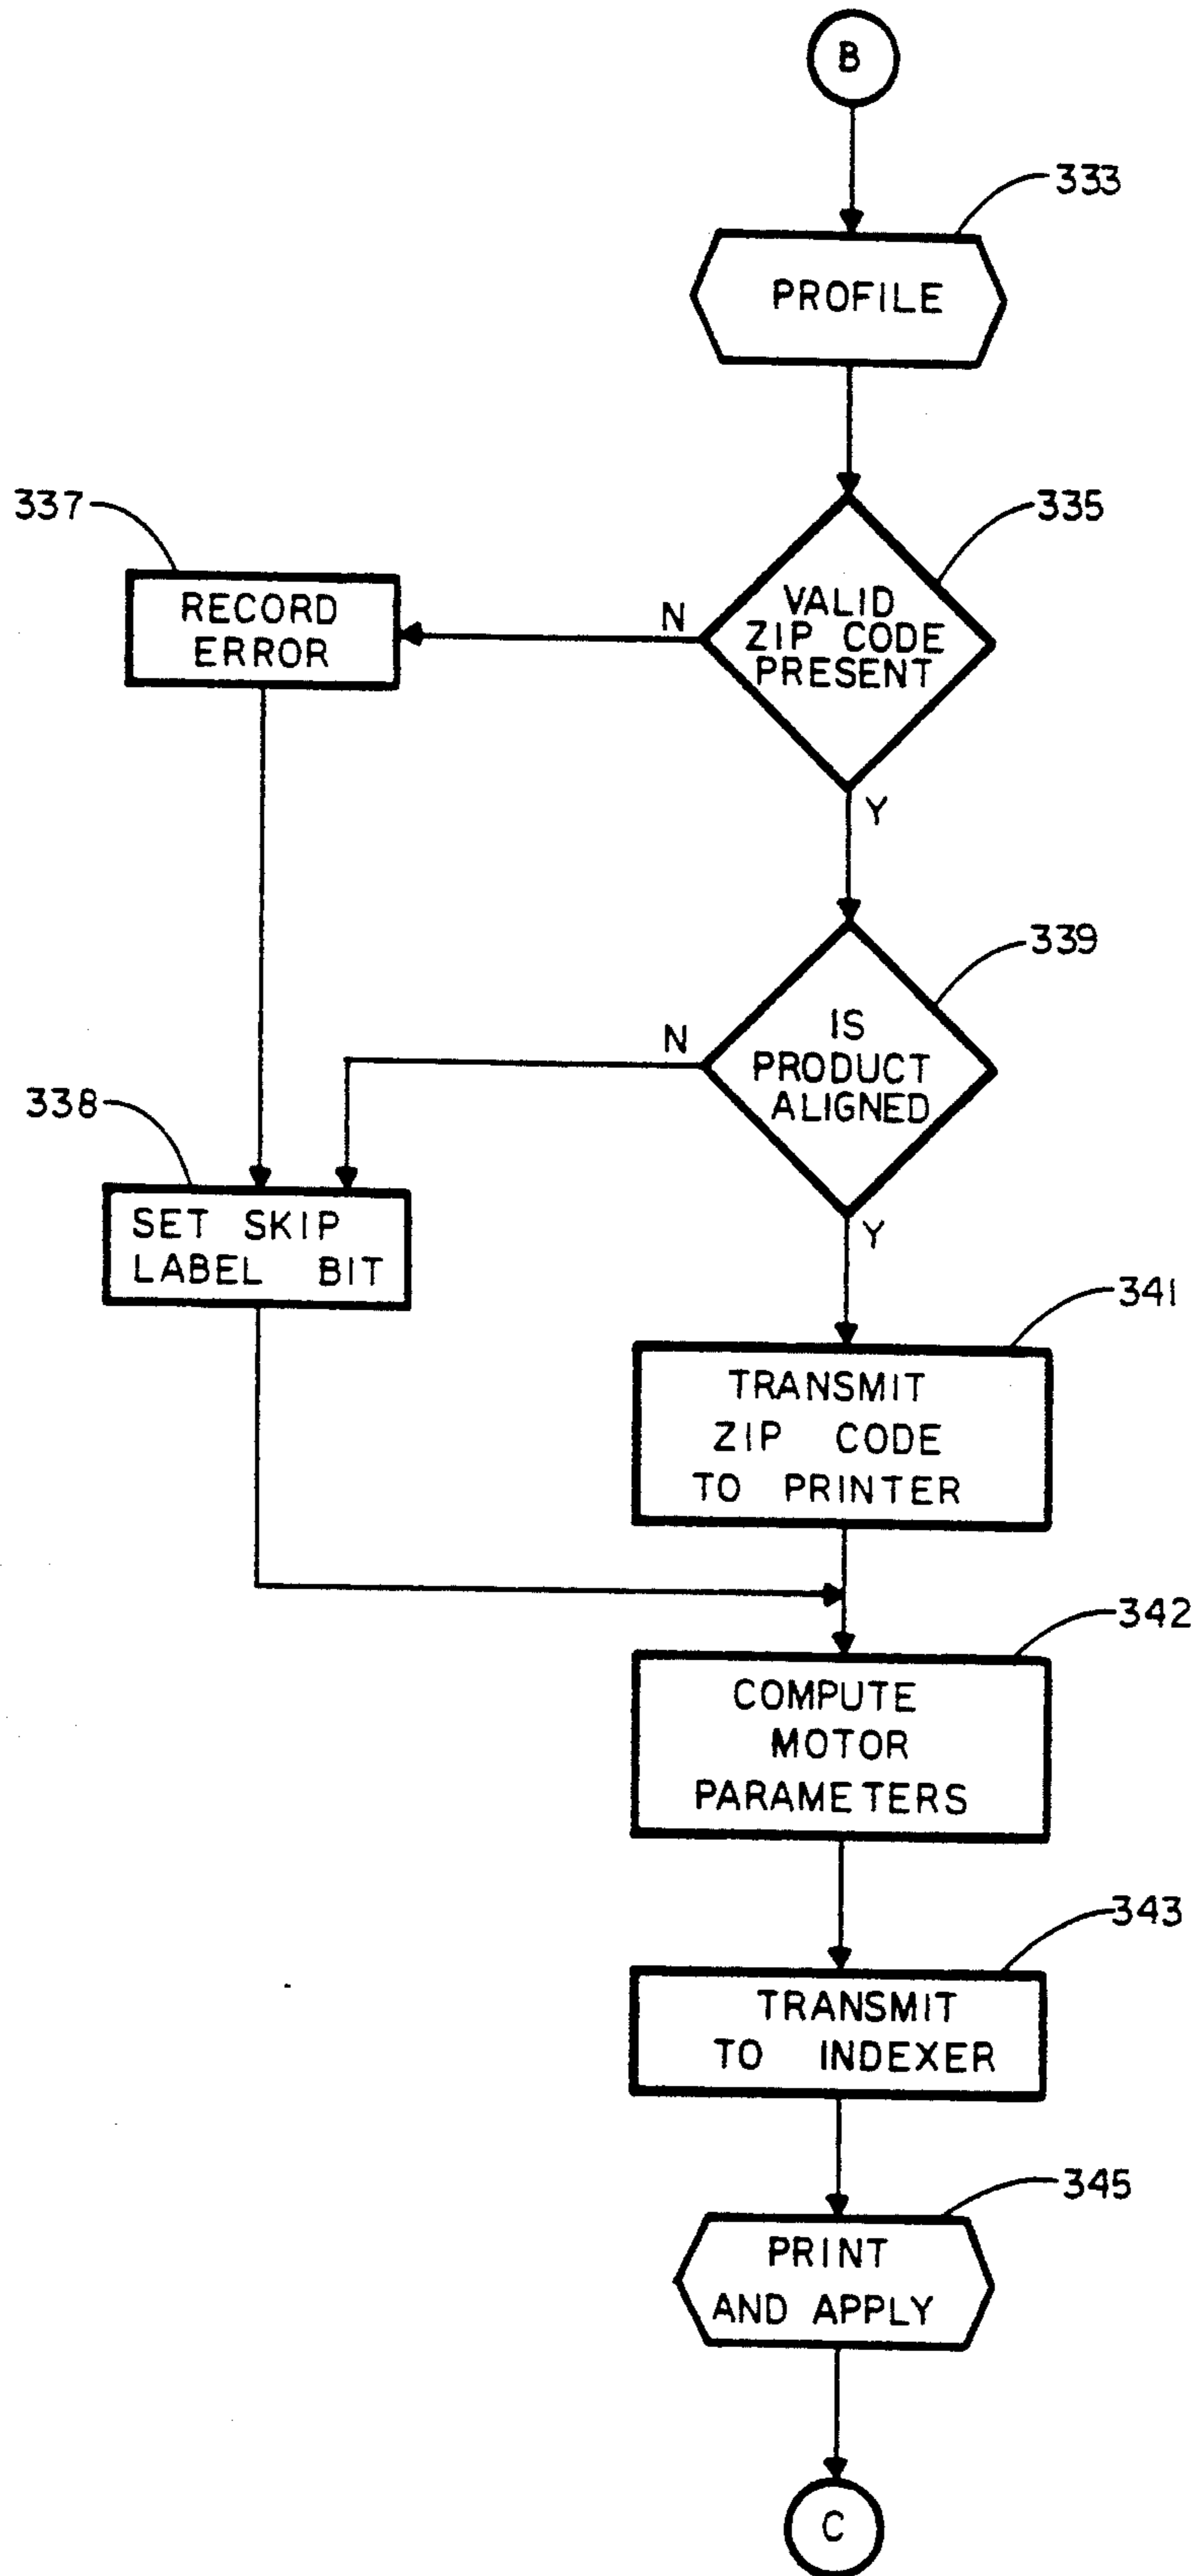 B
333
PROFILE
335
VALID
ZIP CODE
PRESENT
N
Y
337
RECORD
ERROR
339
IS
PRODUCT
ALIGNED
N
Y
338
SET SKIP
LABEL BIT
341
TRANSMIT
ZIP CODE
TO PRINTER
342
COMPUTE
MOTOR
PARAMETERS
343
TRANSMIT
TO INDEXER
345
PRINT
AND APPLY
C